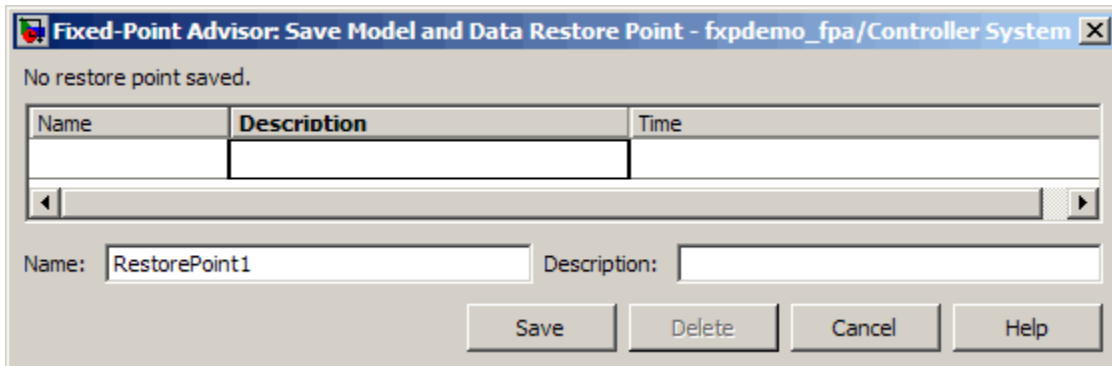 Fixed-Point Advisor: Save Model and Data Restore Point - fxpdemo_fpa/Controller System
No restore point saved.
Name Description Time
Name: RestorePoint1 Description:
Save Delete Cancel Help